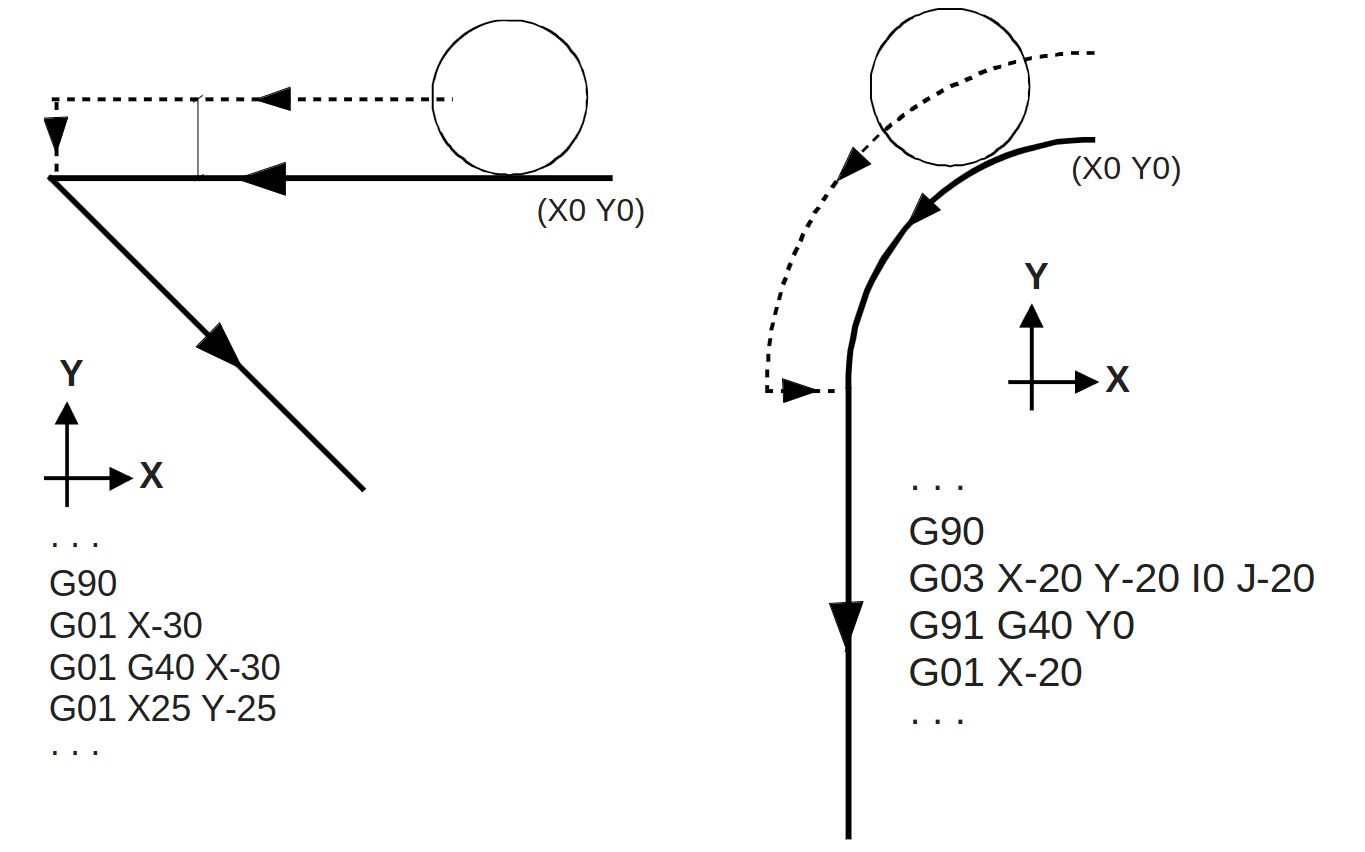 (X0 Y0)
Y
X
. . .
G90
G01 X-30
G01 G40 X-30
G01 X25 Y-25
. . .
(X0 Y0)
Y
X
. . .
G90
G03 X-20 Y-20 I0 J-20
G91 G40 Y0
G01 X-20
. . .